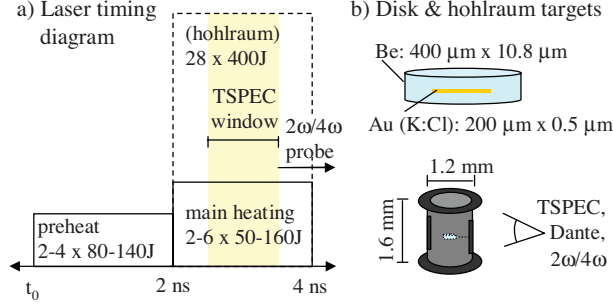 a) Laser timing
diagram
(hohlraum)
28 x 400J
TSPEC
window
2ω/4ω
probe
preheat
2-4 x 80-140J
main heating
2-6 x 50-160J
t₀
2 ns
4 ns
b) Disk & hohlraum targets
Be: 400 μm x 10.8 μm
Au (K:Cl): 200 μm x 0.5 μm
1.2 mm
1.6 mm
TSPEC,
Dante,
2ω/4ω